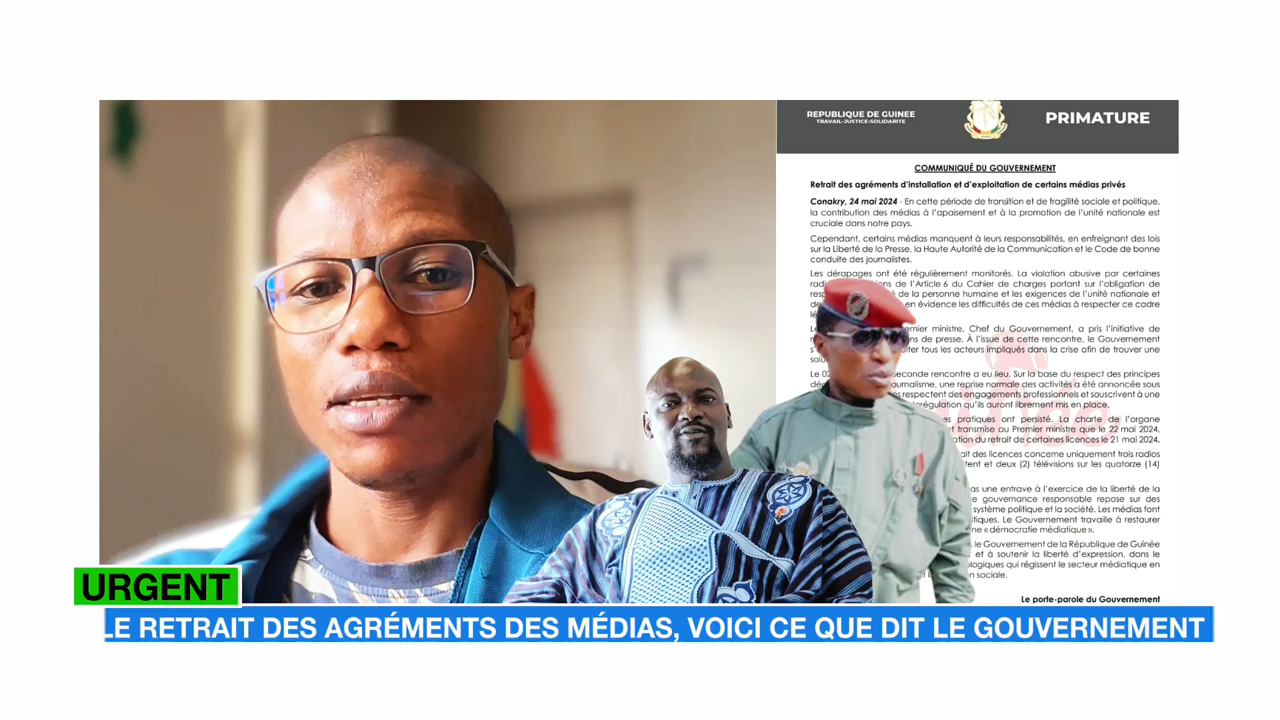 REPUBLIQUE DE GUINEE
TRAVAIL-JUSTICE-SOLIDARITE
PRIMATURE
COMMUNIQUÉ DU GOUVERNEMENT
Retrait des agréments d'installation et d'exploitation de certains médias privés
Conakry, 24 mai 2024 - En cette période de transition et de fragilité sociale et politique,
la contribution des médias à l'apaisement et à la promotion de l'unité nationale est
cruciale dans notre pays.
Cependant, certains médias manquent à leurs responsabilités, en enfreignant des lois
sur la Liberté de la Presse, la Haute Autorité de la Communication et le Code de bonne
conduite des journalistes.
Les dérapages ont été régulièrement monitorés. La violation abusive par certaines
de l'Article 6 du Cahier de charges portant sur l'obligation de
de la personne humaine et les exigences de l'unité nationale et
en évidence les difficultés de ces médias à respecter ce cadre
ministre, Chef du Gouvernement, a pris l'initiative de
de presse. À l'issue de cette rencontre, le Gouvernement
tous les acteurs impliqués dans la crise afin de trouver une
Le
seconde rencontre a eu lieu. Sur la base du respect des principes
une reprise normale des activités a été annoncée sous
respectent des engagements professionnels et souscrivent à une
qu'ils auront librement mis en place.
pratiques ont persisté. La charte de l'organe
transmise au Premier ministre que le 22 mai 2024,
du retrait de certaines licences le 21 mai 2024.
des licences concerne uniquement trois radios
et deux (2) télévisions sur les quatorze (14)
une entrave à l'exercice de la liberté de la
gouvernance responsable repose sur des
système politique et la société. Les médias font
Le Gouvernement travaille à restaurer
« démocratie médiatique ».
le Gouvernement de la République de Guinée
et à soutenir la liberté d'expression, dans le
qui régissent le secteur médiatique en
sociale.
Le porte-parole du Gouvernement
URGENT
LE RETRAIT DES AGRÉMENTS DES MÉDIAS, VOICI CE QUE DIT LE GOUVERNEMENT